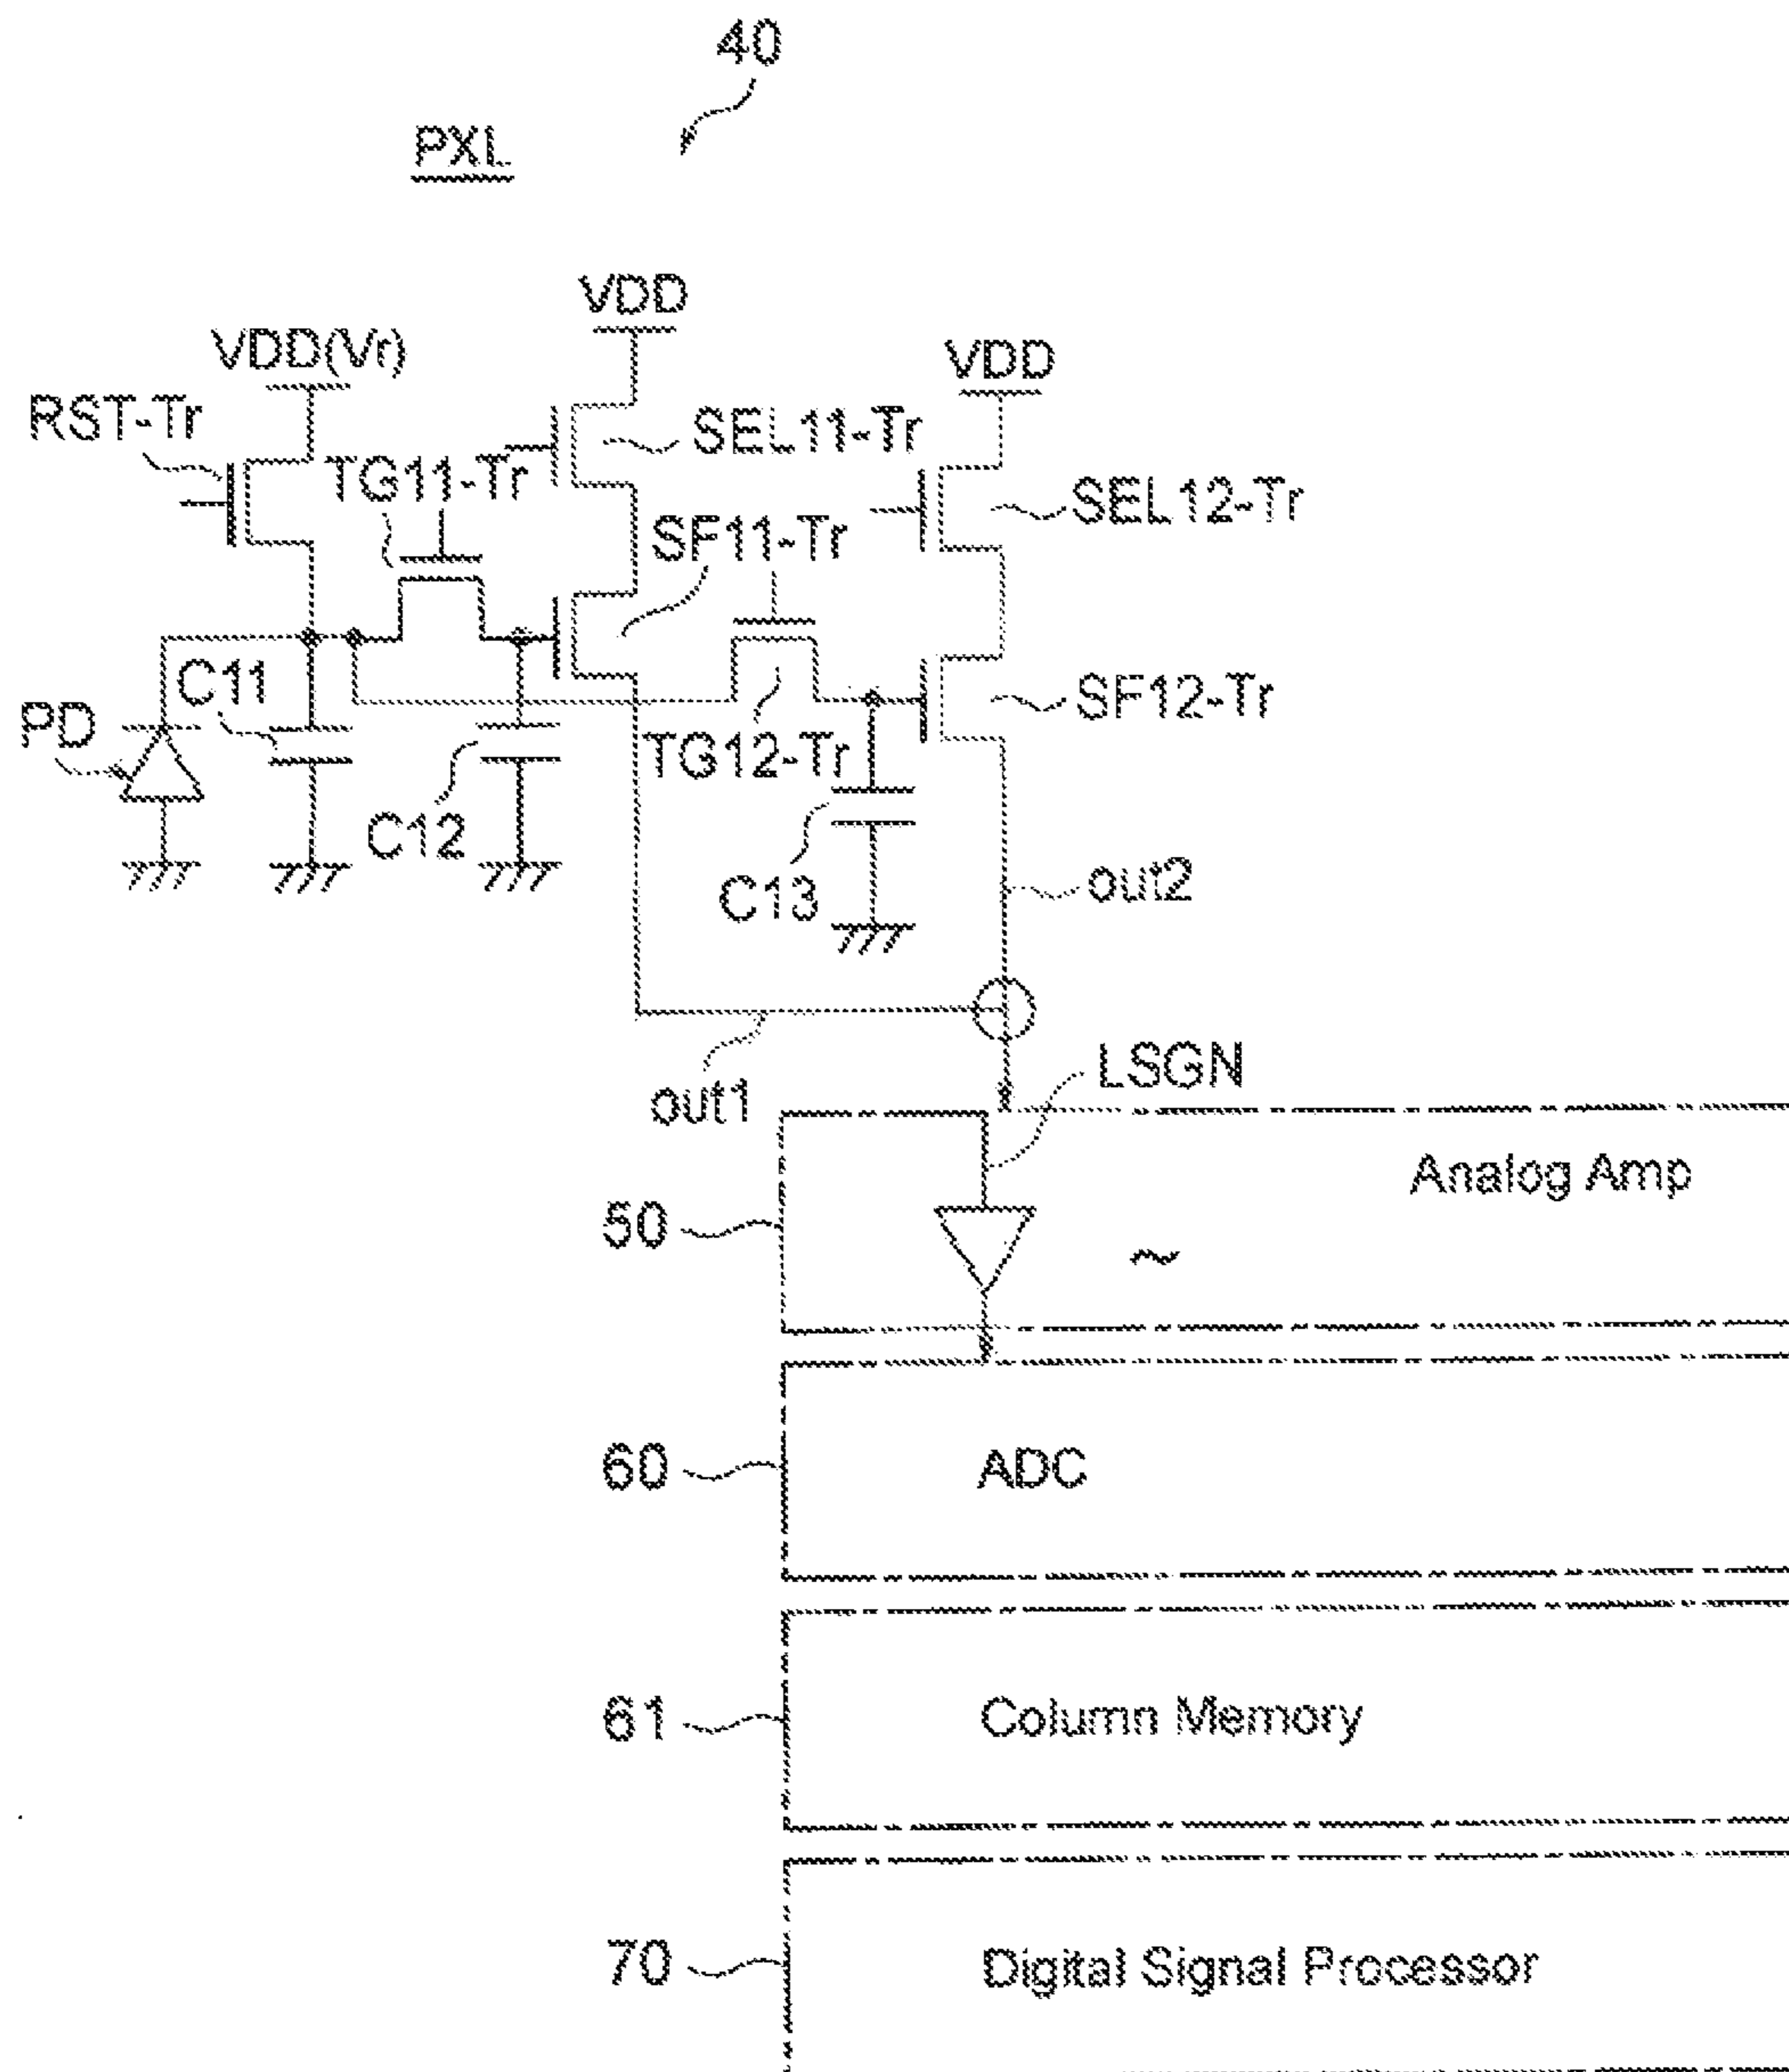 40
PXL
VDD
VDD(Vr)
VDD
RST-Tr
SEL11-Tr
TG11-Tr
SEL12-Tr
SF11-Tr
C11
SF12-Tr
PD
TG12-Tr
C12
C13
out2
LSGN
out1
Analog Amp
50
~
60
ADC
61
Column Memory
70
Digital Signal Processor